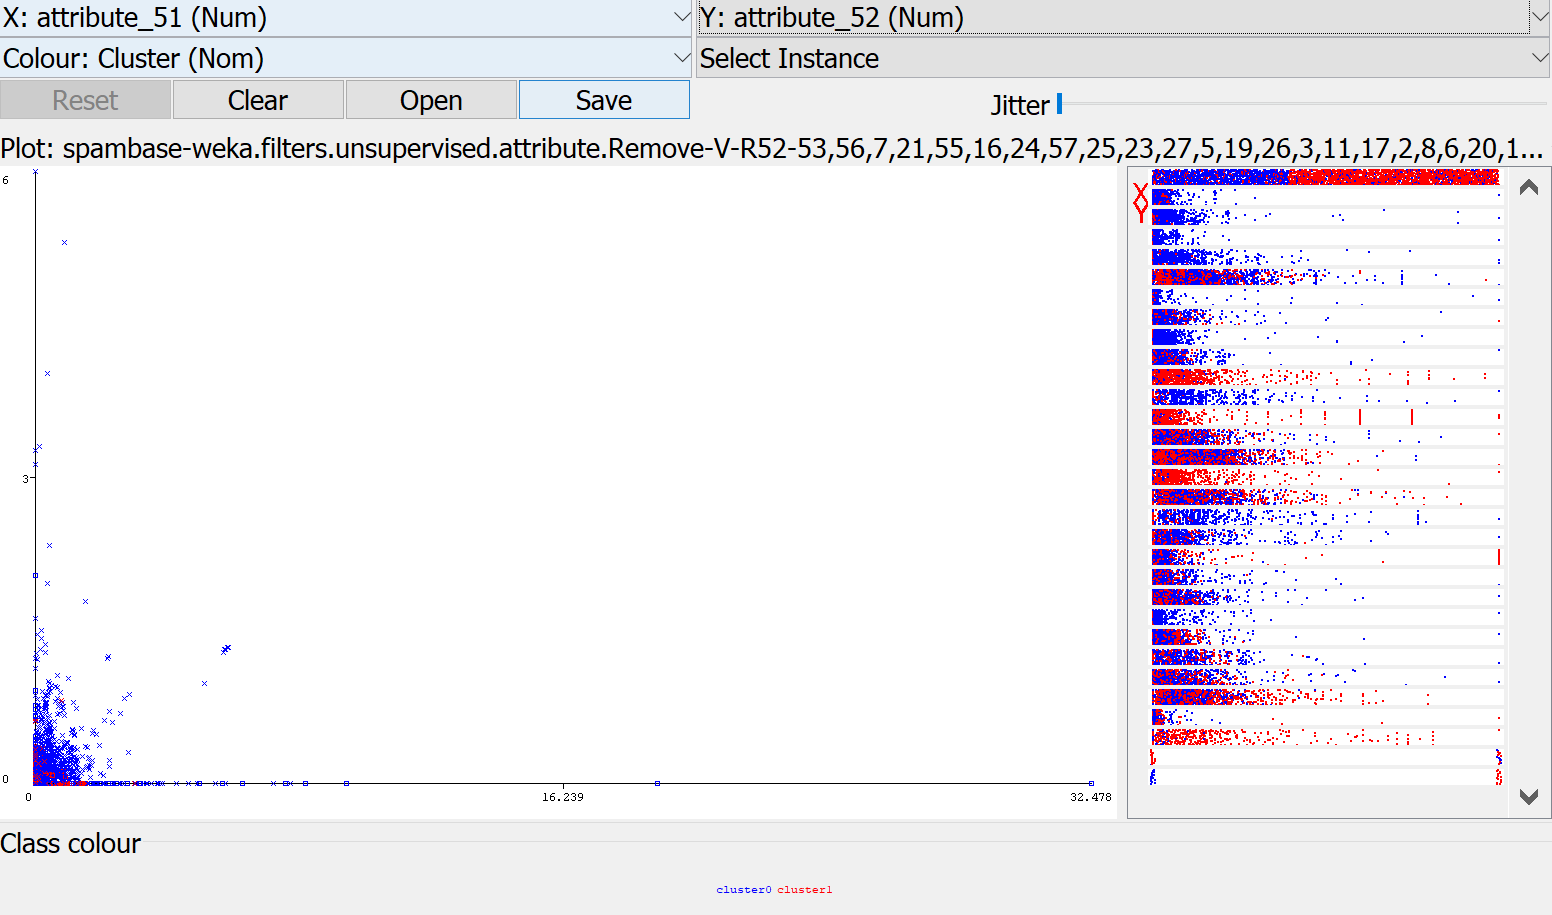 X: attribute_51 (Num) Y: attribute_52 (Num)
Colour: Cluster (Nom) Select Instance
Reset Clear Open Save Jitter
Plot: spambase-weka.filters.unsupervised.attribute.Remove-V-R52-53,56,7,21,55,16,24,57,25,23,27,5,19,26,3,11,17,2,8,6,20,1...
6
X
Y
3
0
0 16.239 32.478
Class colour
cluster0 cluster1